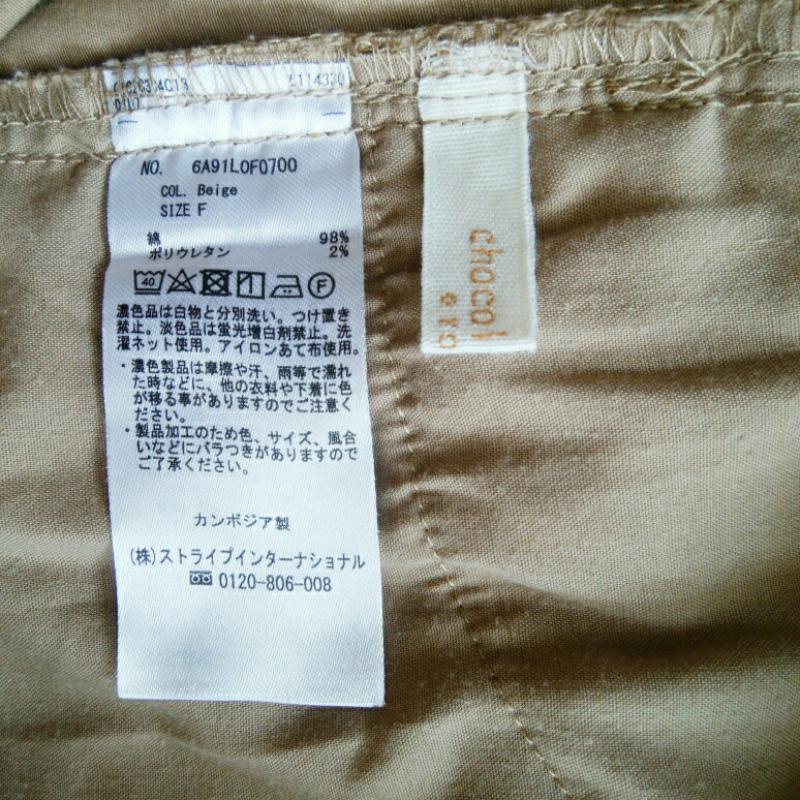 NO. 6A91L0F0700
COL. Beige
SIZE F
綿 98%
ポリウレタン 2%
40 F
濃色品は白物と分別洗い。つけ置き
禁止。淡色品は蛍光増白剤禁止。洗
濯ネット使用。アイロンあて布使用。
・濃色製品は摩擦や汗、雨等で濡れ
た時などに、他の衣料や下着に色
が移る事がありますのでご注意く
ださい。
・製品加工のため色、サイズ、風合
いなどにバラつきがありますので
ご了承ください。
カンボジア製
(株)ストライプインターナショナル
0120-806-008
chocol